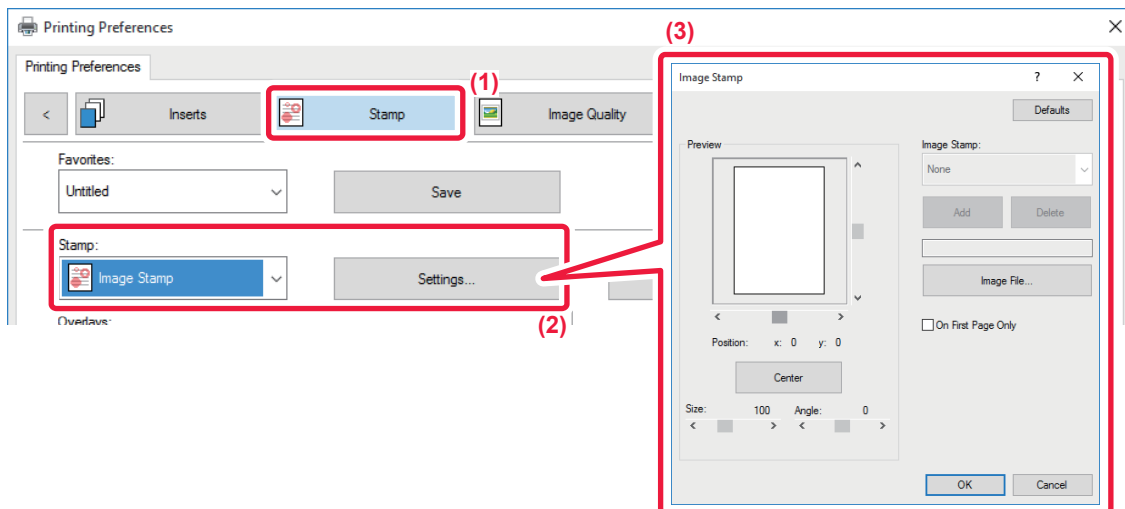 Printing Preferences
(3)
Printing Preferences
(1)
< Inserts Stamp Image Quality
Favorites:
Untitled Save
Stamp:
Image Stamp Settings...
(2)
Overlays:
Image Stamp ? ×
Defaults
Preview
Image Stamp:
None
Add Delete
Image File...
On First Page Only
Position: x: 0 y: 0
Center
Size: 100 Angle: 0
OK Cancel